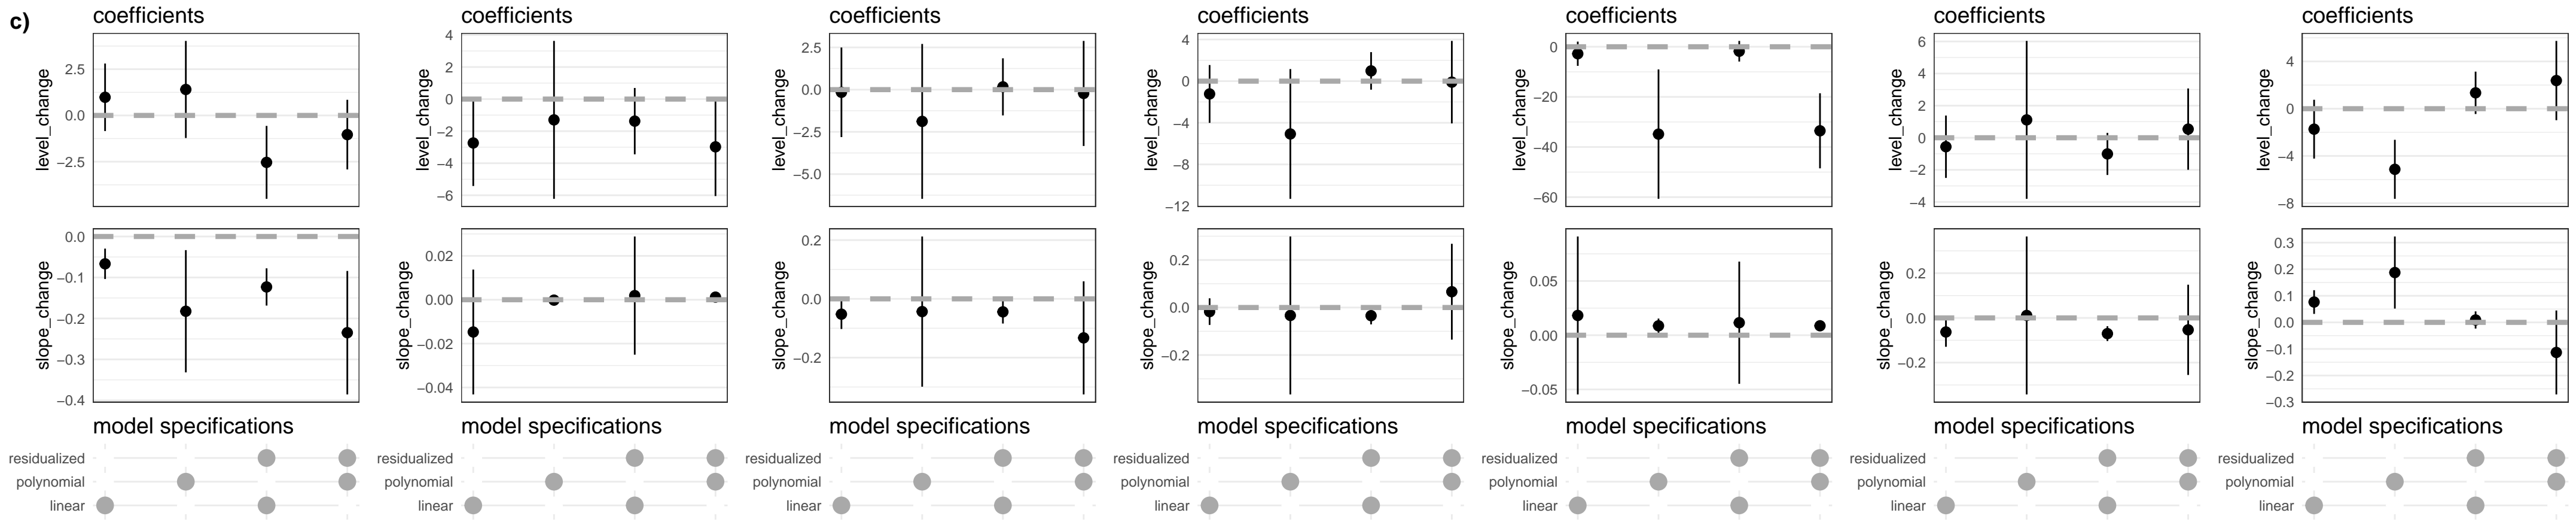 c)
coefficients coefficients coefficients coefficients coefficients coefficients coefficients
level_change 2.5 0.0 −2.5
level_change 4 2 0 −2 −4 −6
level_change 2.5 0.0 −2.5 −5.0
level_change 4 0 −4 −8 −12
level_change 0 −20 −40 −60
level_change 6 4 2 0 −2 −4
level_change 4 0 −4 −8
slope_change 0.0 −0.1 −0.2 −0.3 −0.4
slope_change 0.02 0.00 −0.02 −0.04
slope_change 0.2 0.0 −0.2
slope_change 0.2 0.0 −0.2
slope_change 0.05 0.00 −0.05
slope_change 0.2 0.0 −0.2
slope_change 0.3 0.2 0.1 0.0 −0.1 −0.2 −0.3
model specifications model specifications model specifications model specifications model specifications model specifications model specifications
residualized residualized residualized residualized residualized residualized residualized
polynomial polynomial polynomial polynomial polynomial polynomial polynomial
linear linear linear linear linear linear linear